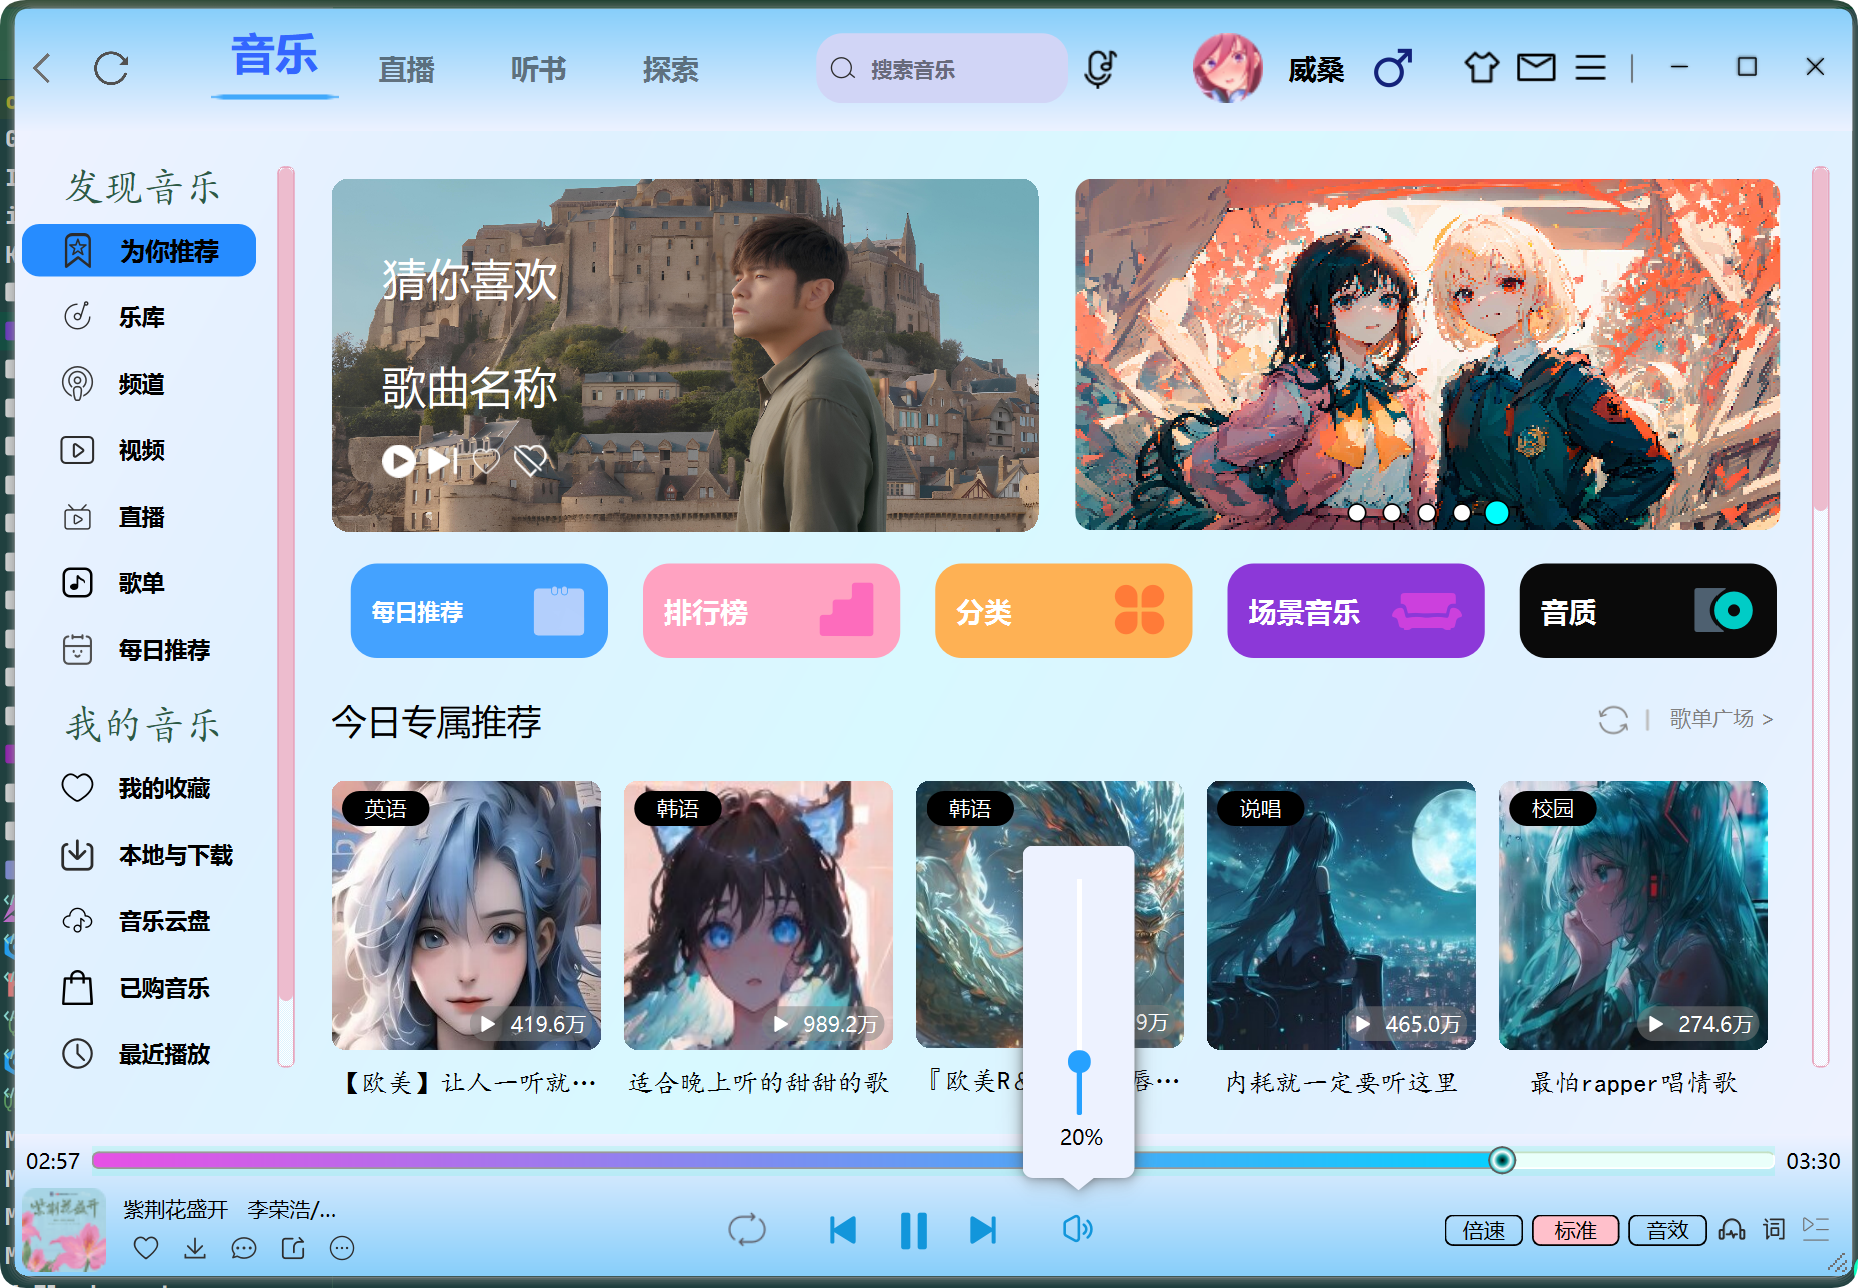 音乐 直播 听书 探索 搜索音乐 威桑
发现音乐
为你推荐
乐库
频道
视频
直播
歌单
每日推荐
我的音乐
我的收藏
本地与下载
音乐云盘
已购音乐
最近播放
猜你喜欢
歌曲名称
每日推荐 排行榜 分类 场景音乐 音质
今日专属推荐 歌单广场 >
英语 韩语 韩语 说唱 校园
419.6万 989.2万 9万 465.0万 274.6万
【欧美】让人一听就… 适合晚上听的甜甜的歌 『欧美R& 唇… 内耗就一定要听这里 最怕rapper唱情歌
20%
02:57 03:30
紫荆花盛开 李荣浩/...
紫荆花盛开
倍速 标准 音效 词